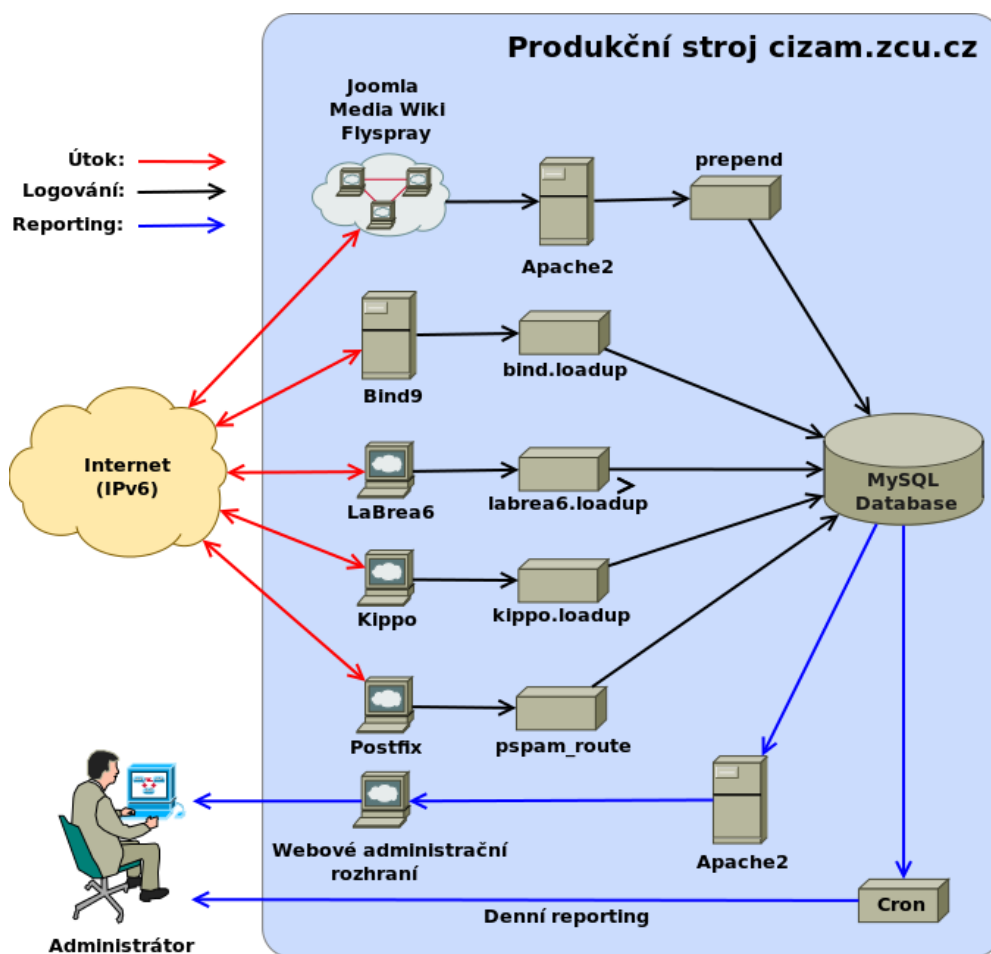 Produkční stroj cizam.zcu.cz
Joomla
Media Wiki
Flyspray
Útok:
Logování:
Reporting:
prepend
Apache2
Bind9
bind.loadup
Internet
(IPv6)
LaBrea6
labrea6.loadup
MySQL
Database
Kippo
kippo.loadup
Postfix
pspam_route
Webové administrační
rozhraní
Apache2
Cron
Denní reporting
Administrátor